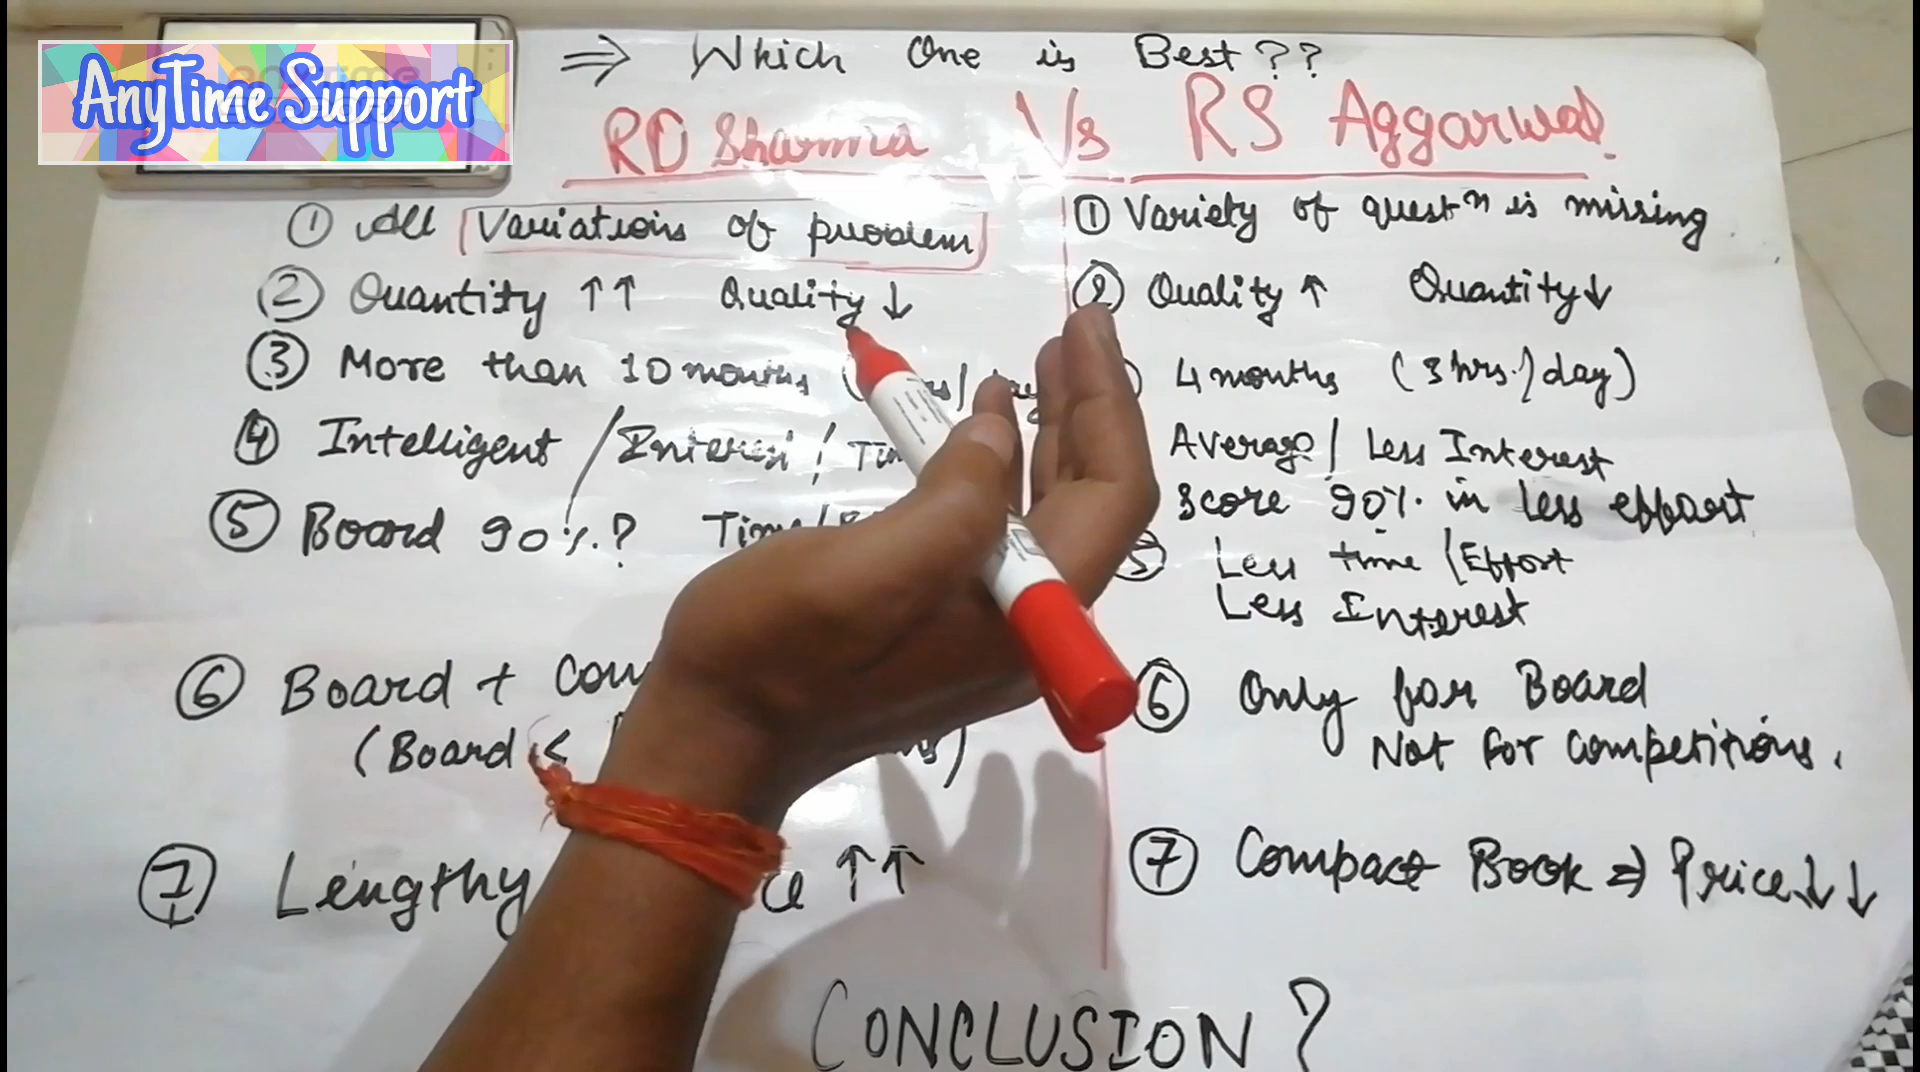 AnyTime Support
⇒ Which One is Best??
RD Sharma Vs RS Aggarwal.
① All Variations of problem
② Quantity ↑↑ Quality ↓
③ More than 10 months
④ Intelligent / Interest /
⑤ Board 90%.?
⑥ Board +
(Board <
⑦ Lengthy ↑↑
① Variety of questn is missing
② Quality ↑ Quantity ↓
4 months (3 hrs./day)
Average / Less Interest
Score 90%. in less effort
Less time / Effort
Less Interest
⑥ Only for Board
Not for Competitions.
⑦ Compact Book ⇒ Price ↓↓
CONCLUSION?